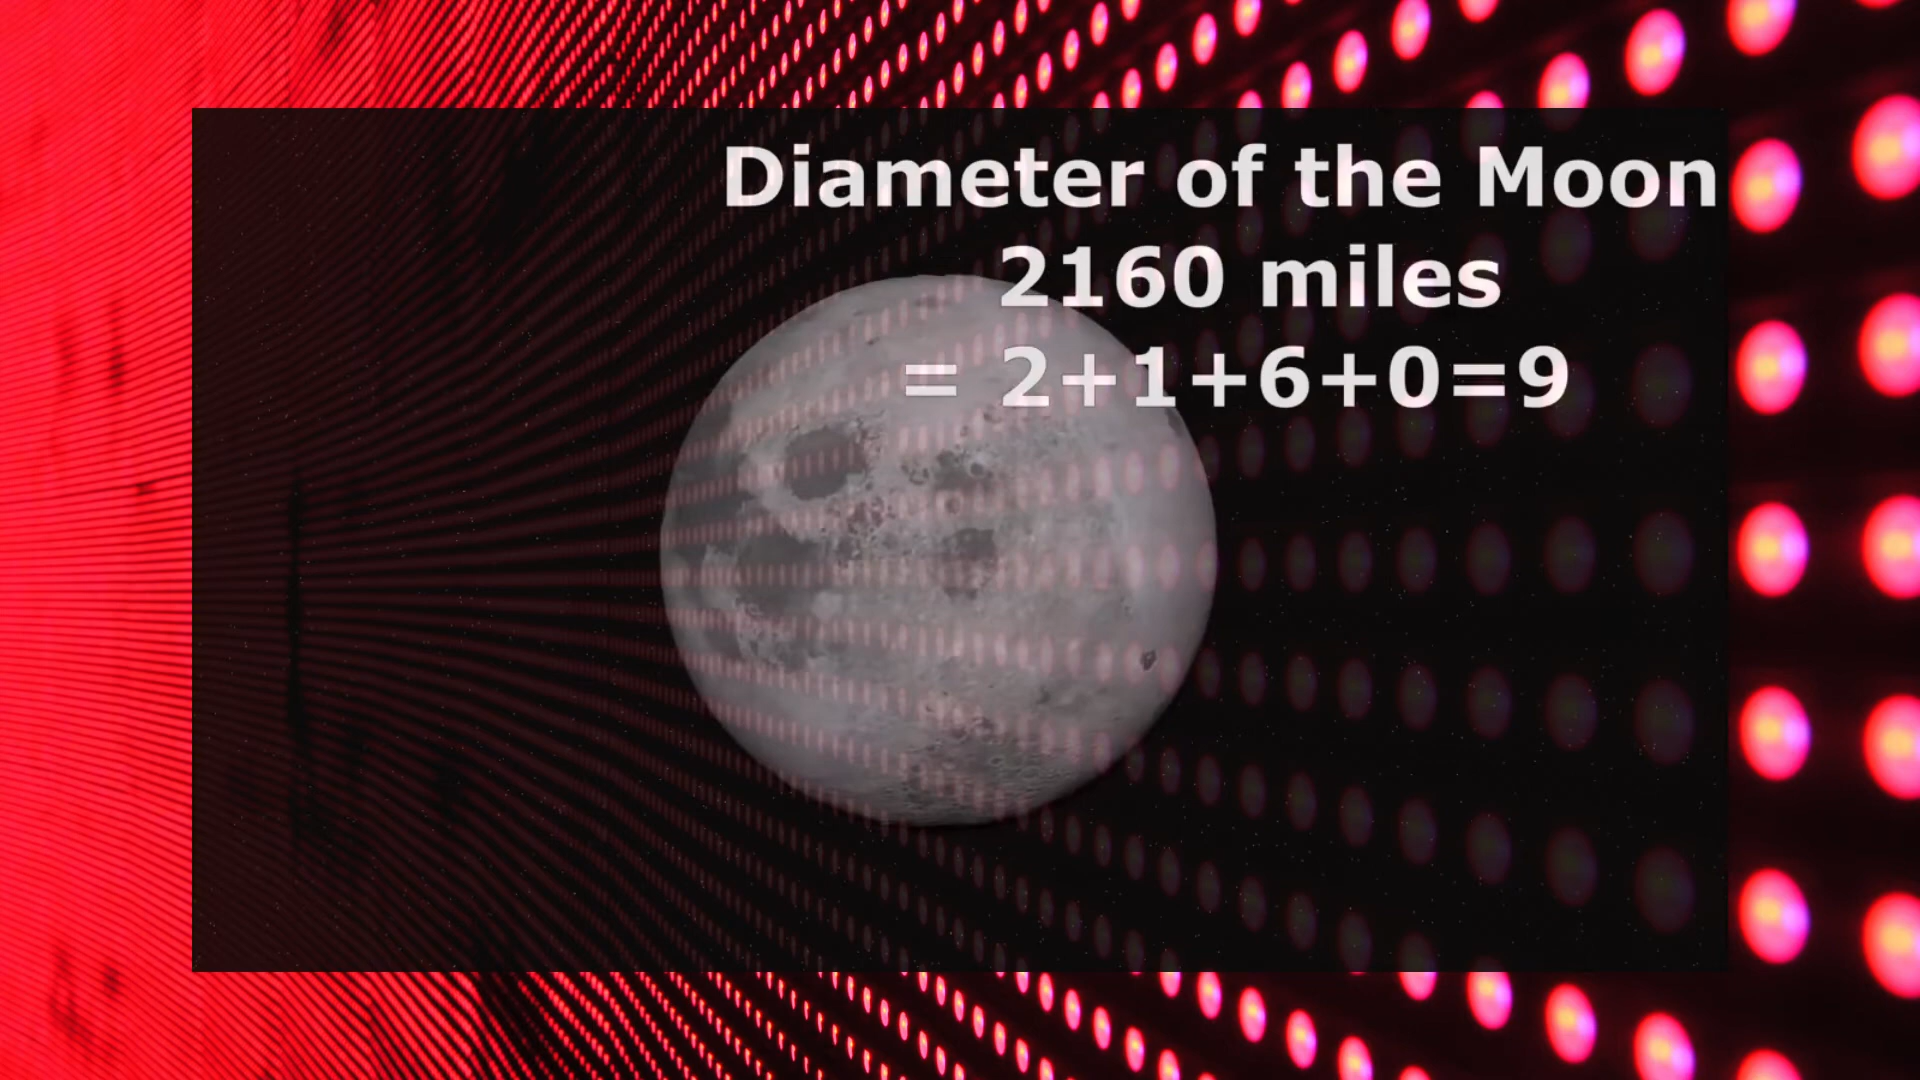 Diameter of the Moon
2160 miles
= 2+1+6+0=9